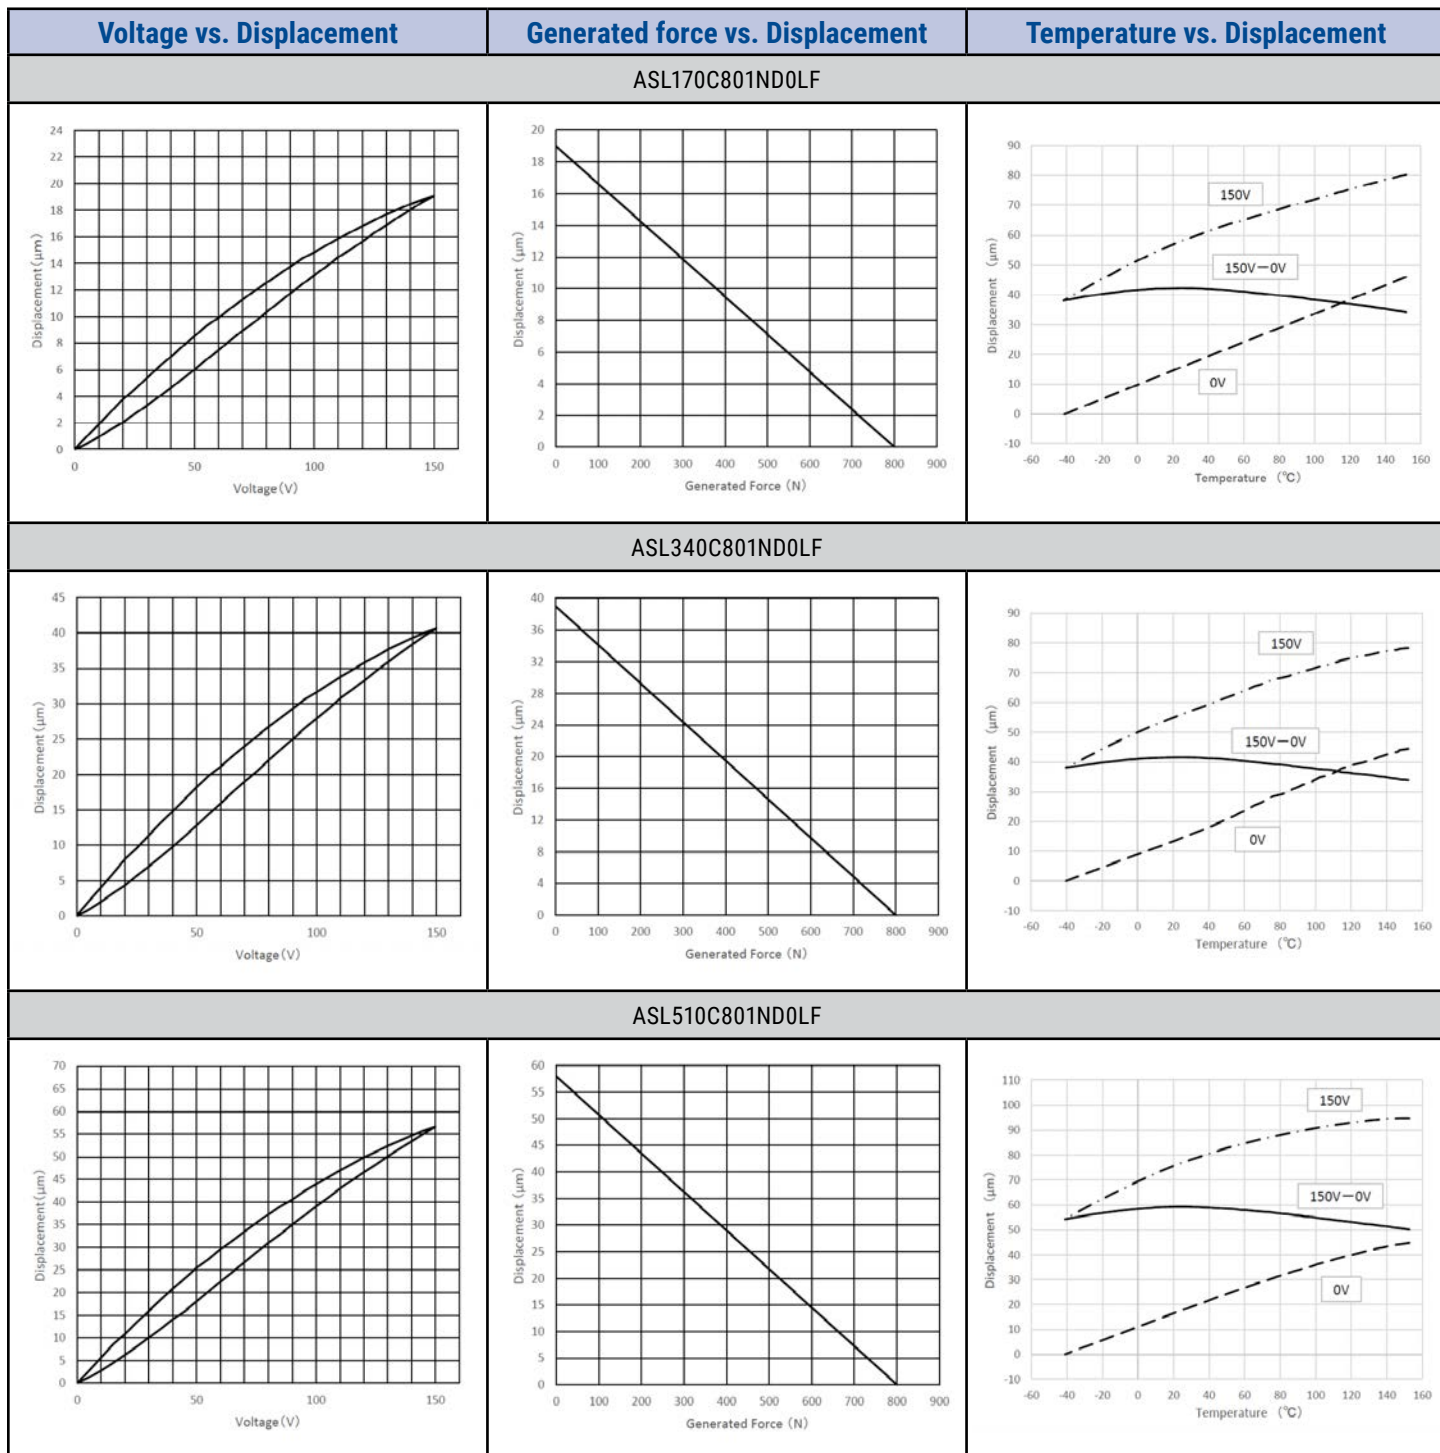 Voltage vs. Displacement
Generated force vs. Displacement
Temperature vs. Displacement
ASL170C801ND0LF
24
22
20
18
16
14
12
10
8
6
4
2
0
Displacement(μm)
0 50 100 150
Voltage(V)
20
18
16
14
12
10
8
6
4
2
0
Displacement (μm)
0 100 200 300 400 500 600 700 800 900
Generated Force (N)
90
80
70
60
50
40
30
20
10
0
-10
Displacement (μm)
150V
150V－0V
0V
-60 -40 -20 0 20 40 60 80 100 120 140 160
Temperature (℃)
ASL340C801ND0LF
45
40
35
30
25
20
15
10
5
0
Displacement(μm)
0 50 100 150
Voltage(V)
40
36
32
28
24
20
16
12
8
4
0
Displacement (μm)
0 100 200 300 400 500 600 700 800 900
Generated Force (N)
90
80
70
60
50
40
30
20
10
0
-10
Displacement (μm)
150V
150V－0V
0V
-60 -40 -20 0 20 40 60 80 100 120 140 160
Temperature (℃)
ASL510C801ND0LF
70
65
60
55
50
45
40
35
30
25
20
15
10
5
0
Displacement(μm)
0 50 100 150
Voltage(V)
60
55
50
45
40
35
30
25
20
15
10
5
0
Displacement (μm)
0 100 200 300 400 500 600 700 800 900
Generated Force (N)
110
100
90
80
70
60
50
40
30
20
10
0
-10
Displacement (μm)
150V
150V－0V
0V
-60 -40 -20 0 20 40 60 80 100 120 140 160
Temperature (℃)